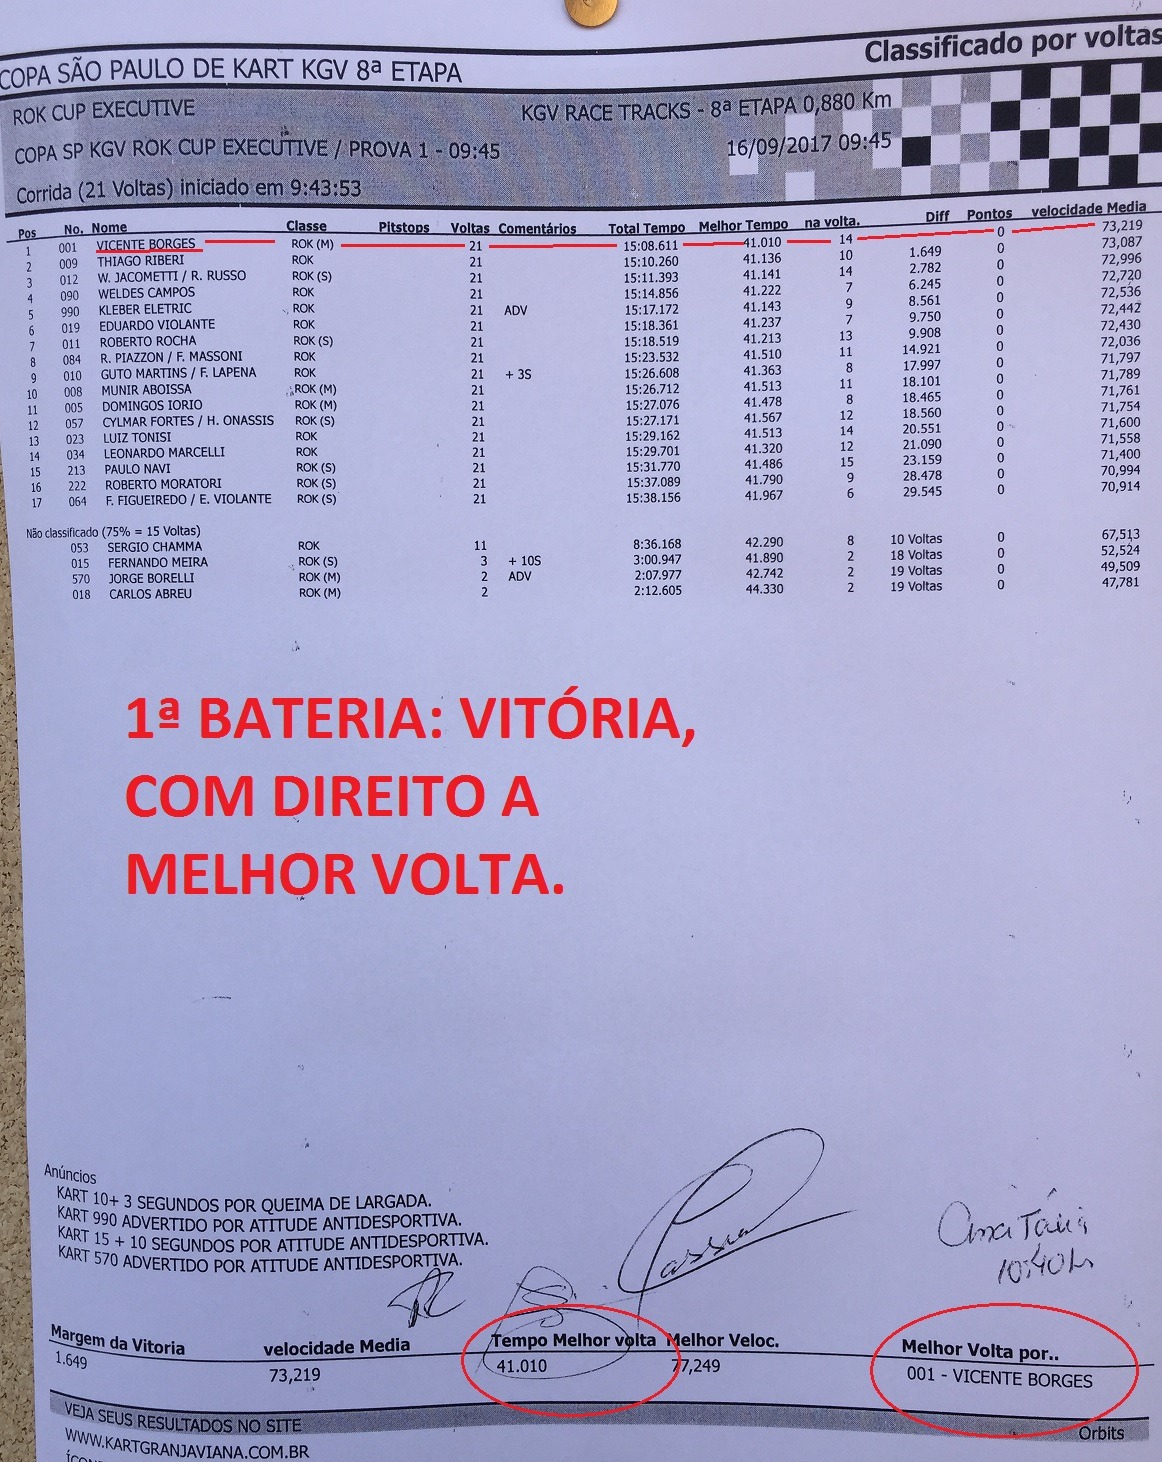 Classificado por voltas
COPA SÃO PAULO DE KART KGV 8ª ETAPA
ROK CUP EXECUTIVE KGV RACE TRACKS - 8ª ETAPA 0,880 Km
COPA SP KGV ROK CUP EXECUTIVE / PROVA 1 - 09:45 16/09/2017 09:45
Corrida (21 Voltas) iniciado em 9:43:53
Pos No. Nome Classe Pitstops Voltas Comentários Total Tempo Melhor Tempo na volta. Diff Pontos velocidade Media
1 001 VICENTE BORGES ROK (M) 21 15:08.611 41.010 14 0 73,219
2 009 THIAGO RIBERI ROK 21 15:10.260 41.136 10 1.649 0 73,087
3 012 W. JACOMETTI / R. RUSSO ROK (S) 21 15:11.393 41.141 14 2.782 0 72,996
4 090 WELDES CAMPOS ROK 21 15:14.856 41.222 7 6.245 0 72,720
5 990 KLEBER ELETRIC ROK 21 ADV 15:17.172 41.143 9 8.561 0 72,536
6 019 EDUARDO VIOLANTE ROK 21 15:18.361 41.237 7 9.750 0 72,442
7 011 ROBERTO ROCHA ROK (S) 21 15:18.519 41.213 13 9.908 0 72,430
8 084 R. PIAZZON / F. MASSONI ROK 21 15:23.532 41.510 11 14.921 0 72,036
9 010 GUTO MARTINS / F. LAPENA ROK 21 + 3S 15:26.608 41.363 8 17.997 0 71,797
10 008 MUNIR ABOISSA ROK (M) 21 15:26.712 41.513 11 18.101 0 71,789
11 005 DOMINGOS IORIO ROK (M) 21 15:27.076 41.478 8 18.465 0 71,761
12 057 CYLMAR FORTES / H. ONASSIS ROK (S) 21 15:27.171 41.567 12 18.560 0 71,754
13 023 LUIZ TONISI ROK 21 15:29.162 41.513 14 20.551 0 71,600
14 034 LEONARDO MARCELLI ROK 21 15:29.701 41.320 12 21.090 0 71,558
15 213 PAULO NAVI ROK (S) 21 15:31.770 41.486 15 23.159 0 71,400
16 222 ROBERTO MORATORI ROK (S) 21 15:37.089 41.790 9 28.478 0 70,994
17 064 F. FIGUEIREDO / E. VIOLANTE ROK (S) 21 15:38.156 41.967 6 29.545 0 70,914
Não classificado (75% = 15 Voltas)
053 SERGIO CHAMMA ROK 11 8:36.168 42.290 8 10 Voltas 0 67,513
015 FERNANDO MEIRA ROK (S) 3 + 10S 3:00.947 41.890 2 18 Voltas 0 52,524
570 JORGE BORELLI ROK (M) 2 ADV 2:07.977 42.742 2 19 Voltas 0 49,509
018 CARLOS ABREU ROK (M) 2 2:12.605 44.330 2 19 Voltas 0 47,781
1ª BATERIA: VITÓRIA,
COM DIREITO A
MELHOR VOLTA.
Anúncios
KART 10+ 3 SEGUNDOS POR QUEIMA DE LARGADA.
KART 990 ADVERTIDO POR ATITUDE ANTIDESPORTIVA.
KART 15 + 10 SEGUNDOS POR ATITUDE ANTIDESPORTIVA.
KART 570 ADVERTIDO POR ATITUDE ANTIDESPORTIVA.
10:40h
Margem da Vitoria velocidade Media Tempo Melhor volta Melhor Veloc. Melhor Volta por..
1.649 73,219 41.010 77,249 001 - VICENTE BORGES
VEJA SEUS RESULTADOS NO SITE Orbits
WWW.KARTGRANJAVIANA.COM.BR